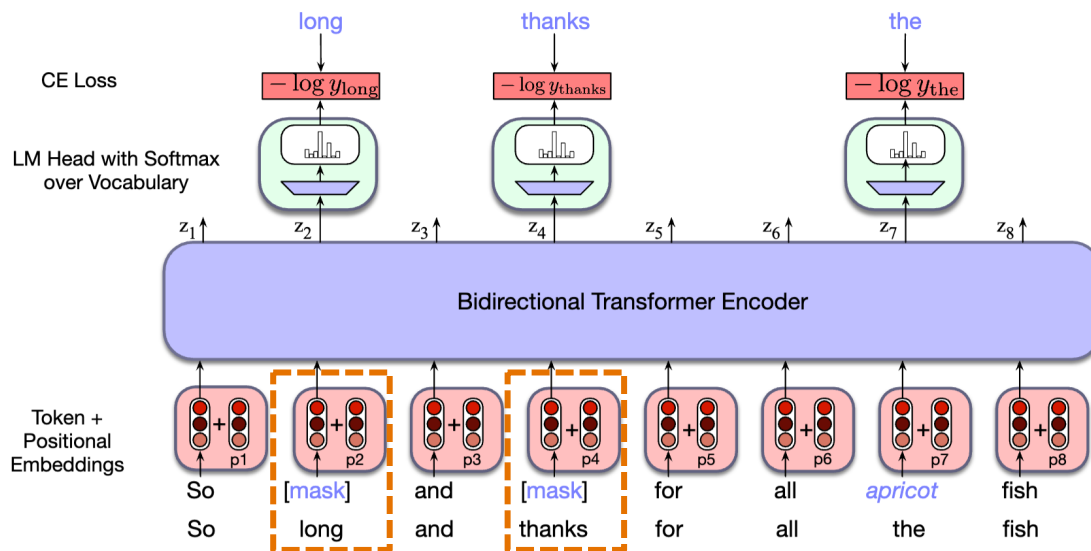 long thanks the
CE Loss
− log y_long − log y_thanks − log y_the
LM Head with Softmax
over Vocabulary
z1 z2 z3 z4 z5 z6 z7 z8
Bidirectional Transformer Encoder
Token +
Positional
Embeddings
+ + + + + + + +
p1 p2 p3 p4 p5 p6 p7 p8
So [mask] and [mask] for all apricot fish
So long and thanks for all the fish